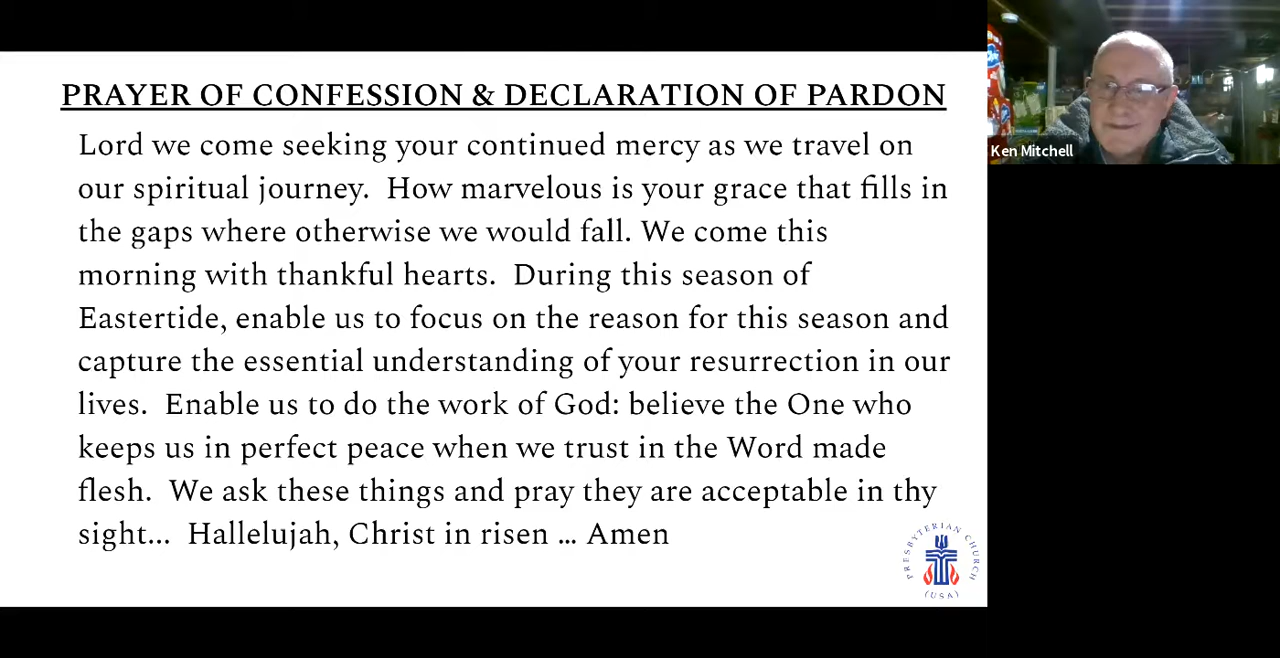 PRAYER OF CONFESSION & DECLARATION OF PARDON
Lord we come seeking your continued mercy as we travel on
our spiritual journey.  How marvelous is your grace that fills in
the gaps where otherwise we would fall. We come this
morning with thankful hearts.  During this season of
Eastertide, enable us to focus on the reason for this season and
capture the essential understanding of your resurrection in our
lives.  Enable us to do the work of God: believe the One who
keeps us in perfect peace when we trust in the Word made
flesh.  We ask these things and pray they are acceptable in thy
sight...  Hallelujah, Christ in risen ... Amen
PRESBYTERIAN CHURCH
(USA)
Ken Mitchell